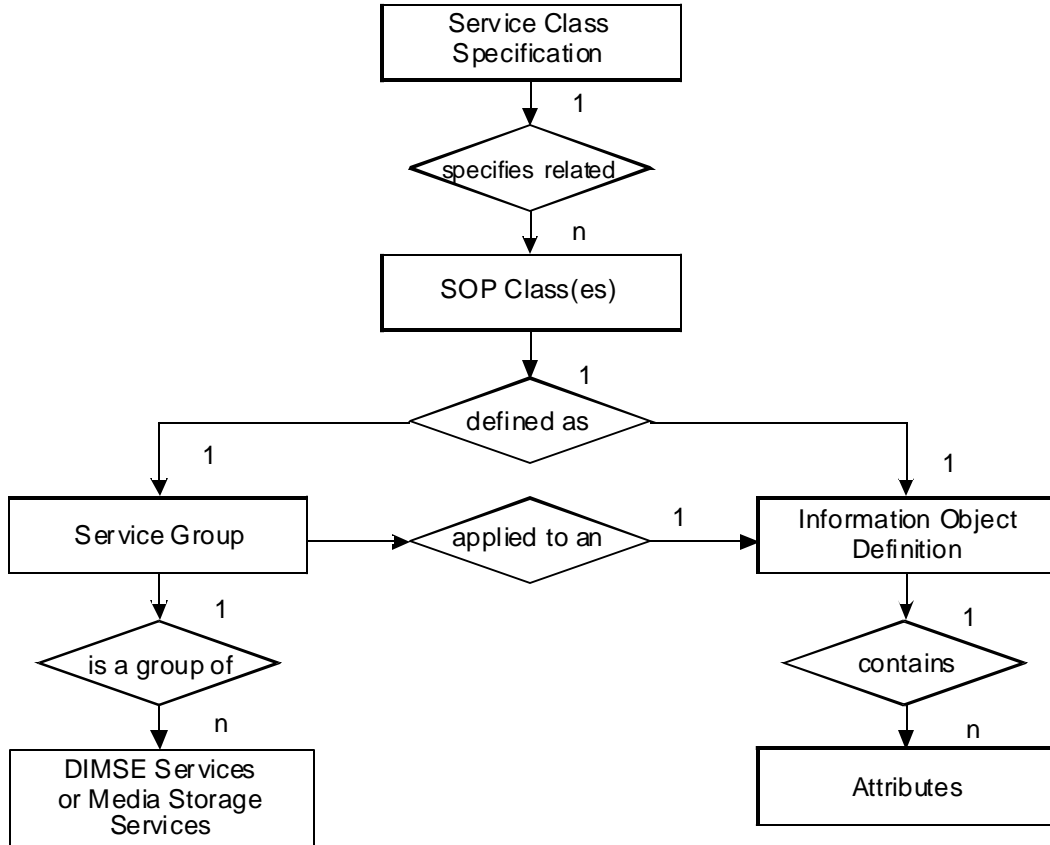 Service Class
Specification
1
specifies related
n
SOP Class(es)
1
defined as
1
1
Service Group
applied to an
1
Information Object
Definition
1
1
is a group of
contains
n
n
DIMSE Services
or Media Storage
Services
Attributes